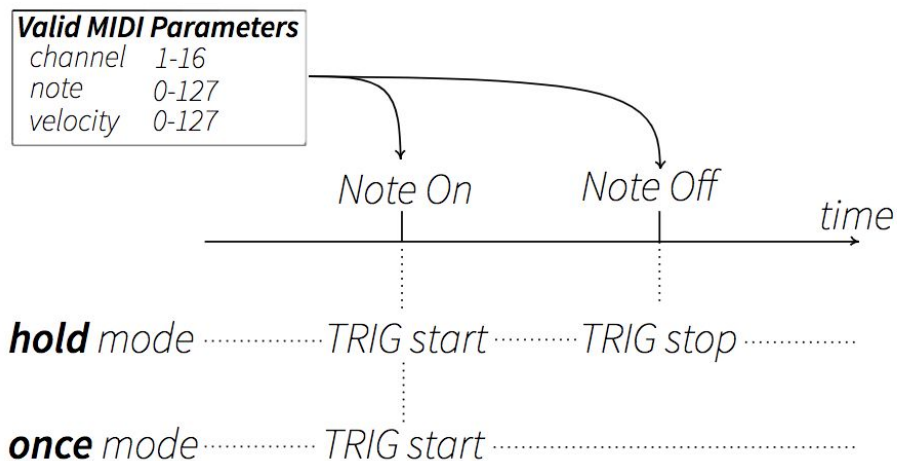 Valid MIDI Parameters
channel 1-16
note 0-127
velocity 0-127
Note On Note Off
time
hold mode TRIG start TRIG stop
once mode TRIG start